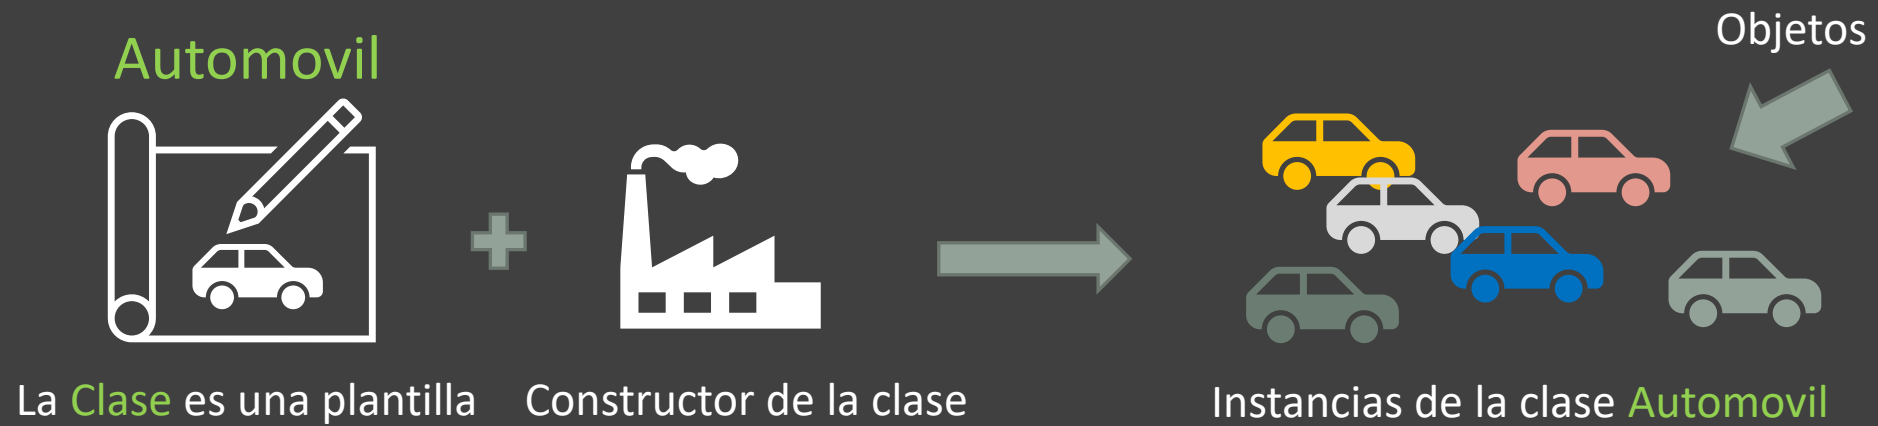 Objetos
Automovil
La Clase es una plantilla
Constructor de la clase
Instancias de la clase Automovil